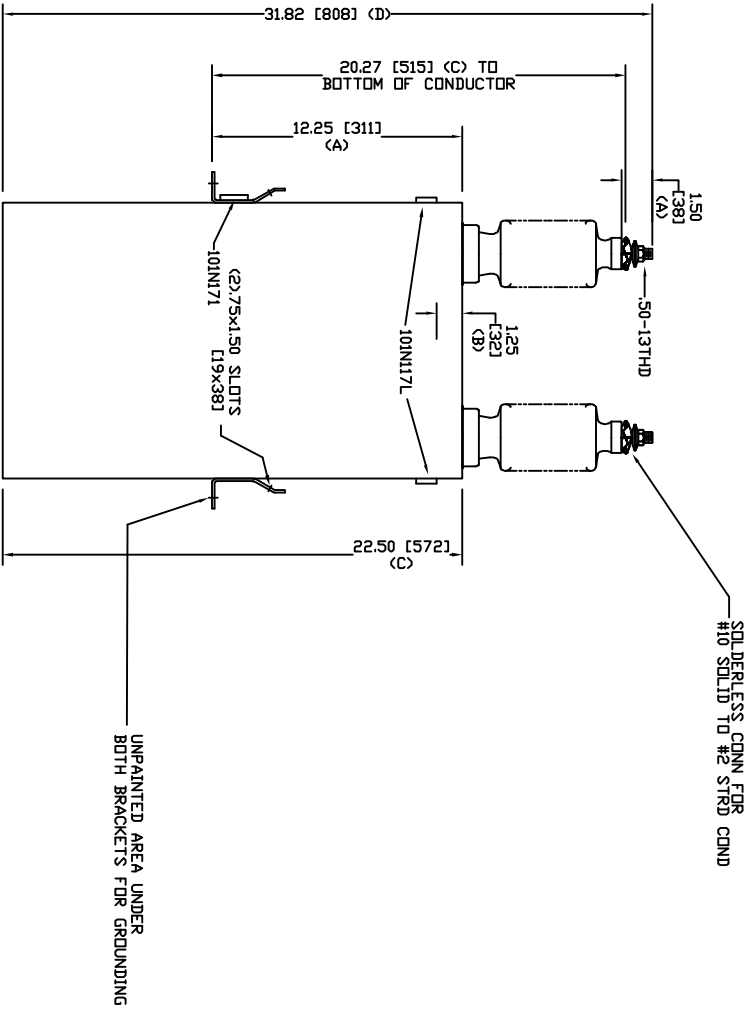 31.82 [808] (D)
20.27 [515] (C) TO
BOTTOM OF CONDUCTOR
12.25 [311]
(A)
1.50
[38]
(A)
.50-13THD
1.25
[32]
(B)
101N171
101N117L
(2).75x1.50 SLOTS
[19x38]
22.50 [572]
(C)
SOLDERLESS CONN FOR
#10 SOLID TO #2 STRD COND
UNPAINTED AREA UNDER
BOTH BRACKETS FOR GROUNDING